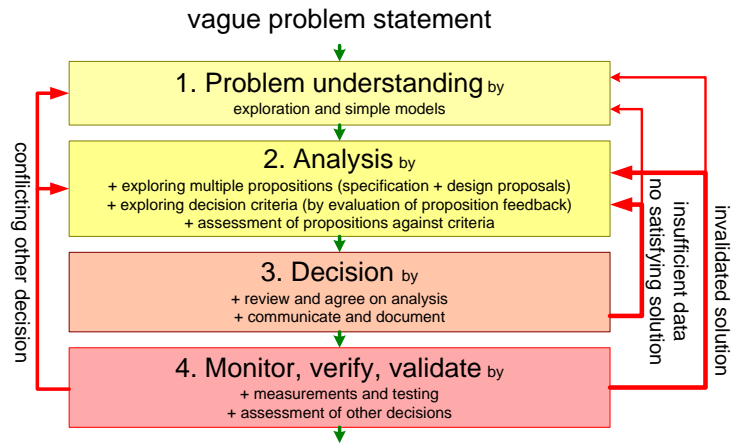 vague problem statement
1. Problem understanding by
exploration and simple models
2. Analysis by
+ exploring multiple propositions (specification + design proposals)
+ exploring decision criteria (by evaluation of proposition feedback)
+ assessment of propositions against criteria
3. Decision by
+ review and agree on analysis
+ communicate and document
4. Monitor, verify, validate by
+ measurements and testing
+ assessment of other decisions
conflicting other decision
insufficient data
no satisfying solution
invalidated solution